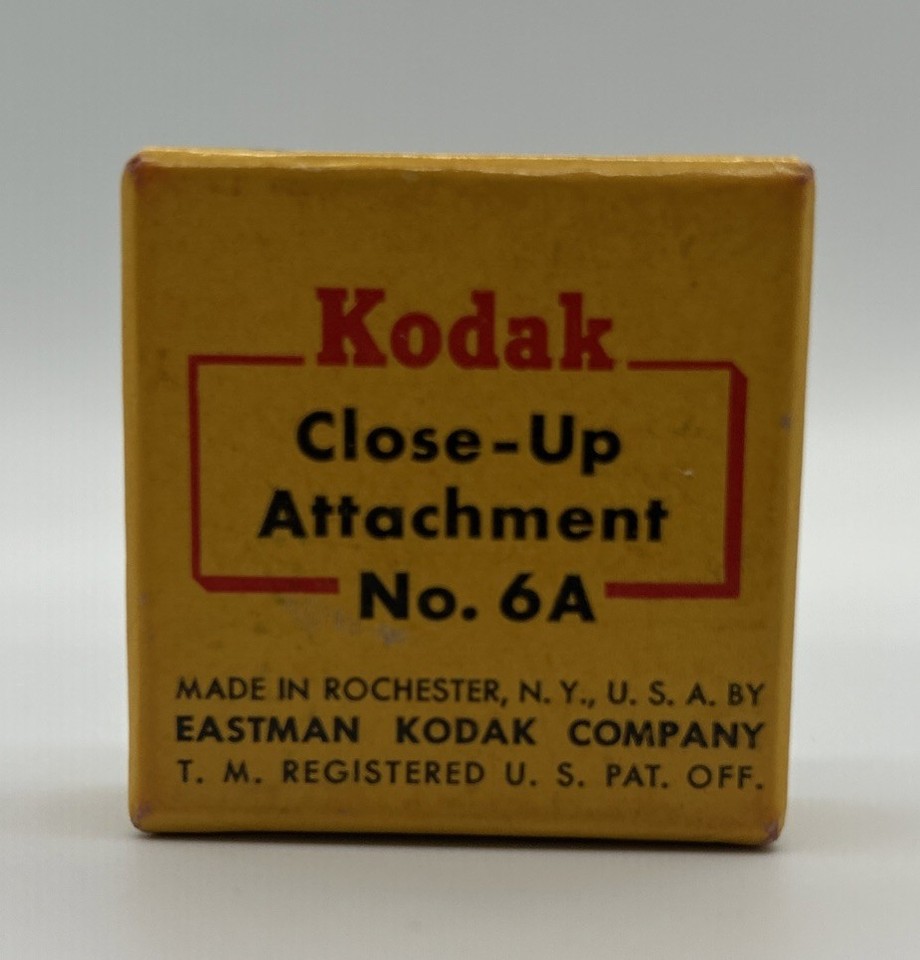 Kodak
Close-Up
Attachment
No. 6A
MADE IN ROCHESTER, N. Y., U. S. A. BY
EASTMAN KODAK COMPANY
T. M. REGISTERED U. S. PAT. OFF.